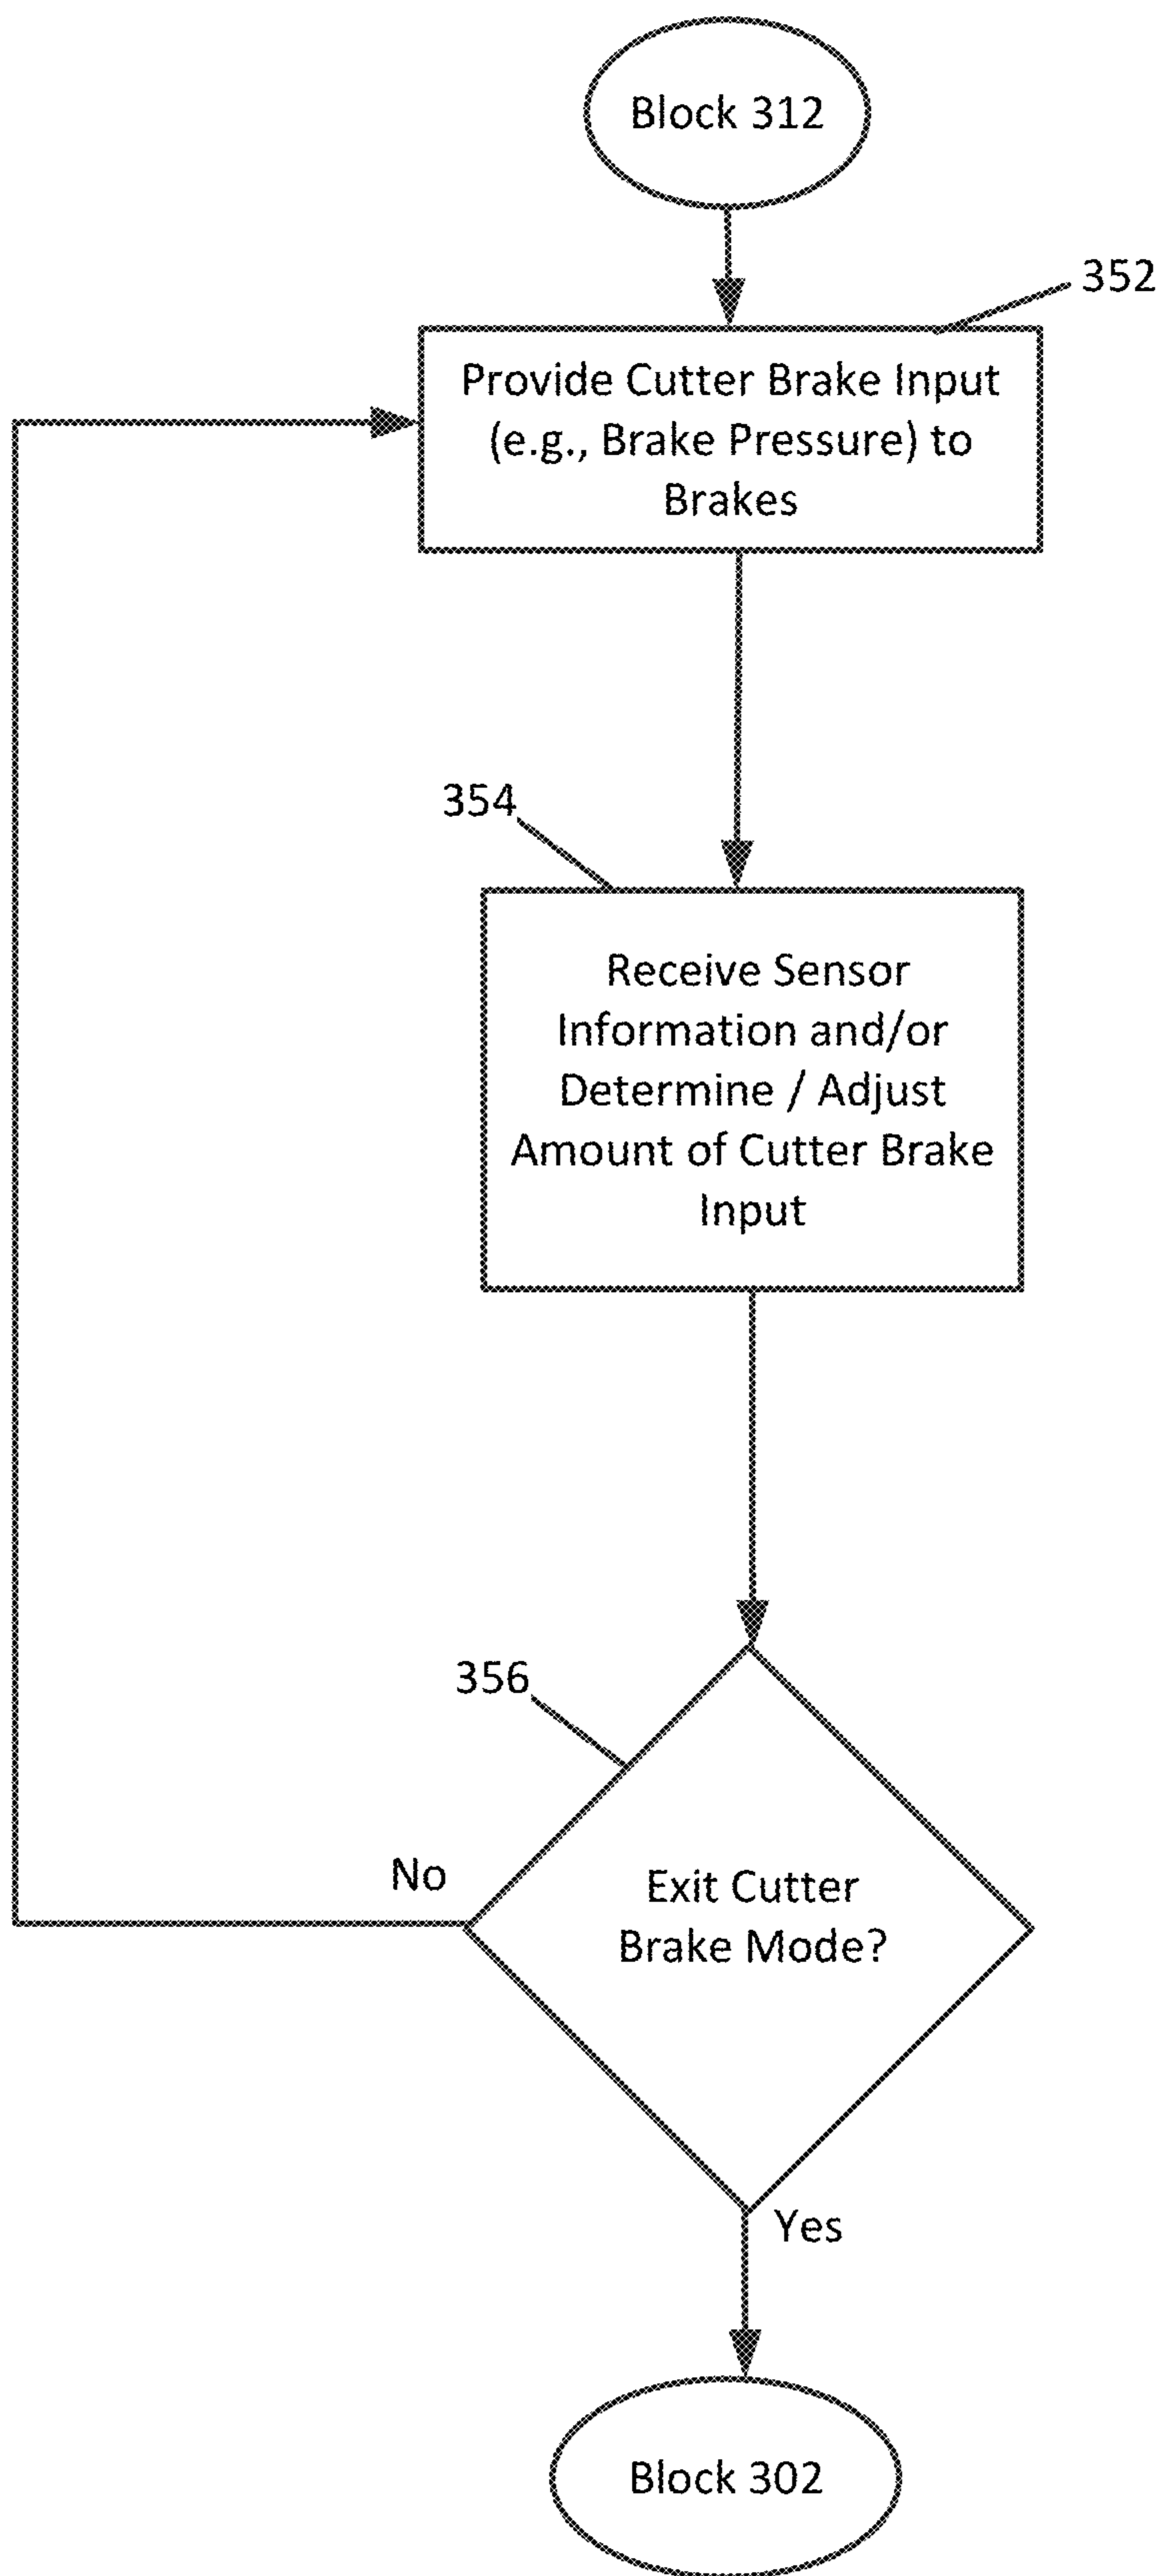 Block 312
352
Provide Cutter Brake Input
(e.g., Brake Pressure) to
Brakes
354
Receive Sensor
Information and/or
Determine / Adjust
Amount of Cutter Brake
Input
356
No
Exit Cutter
Brake Mode?
Yes
Block 302